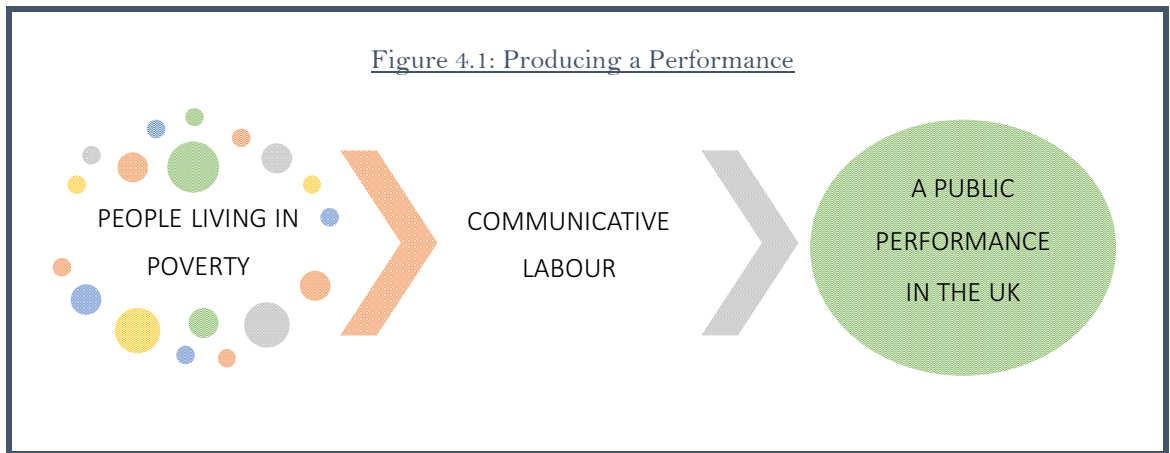 Figure 4.1: Producing a Performance
PEOPLE LIVING IN
POVERTY
COMMUNICATIVE
LABOUR
A PUBLIC
PERFORMANCE
IN THE UK